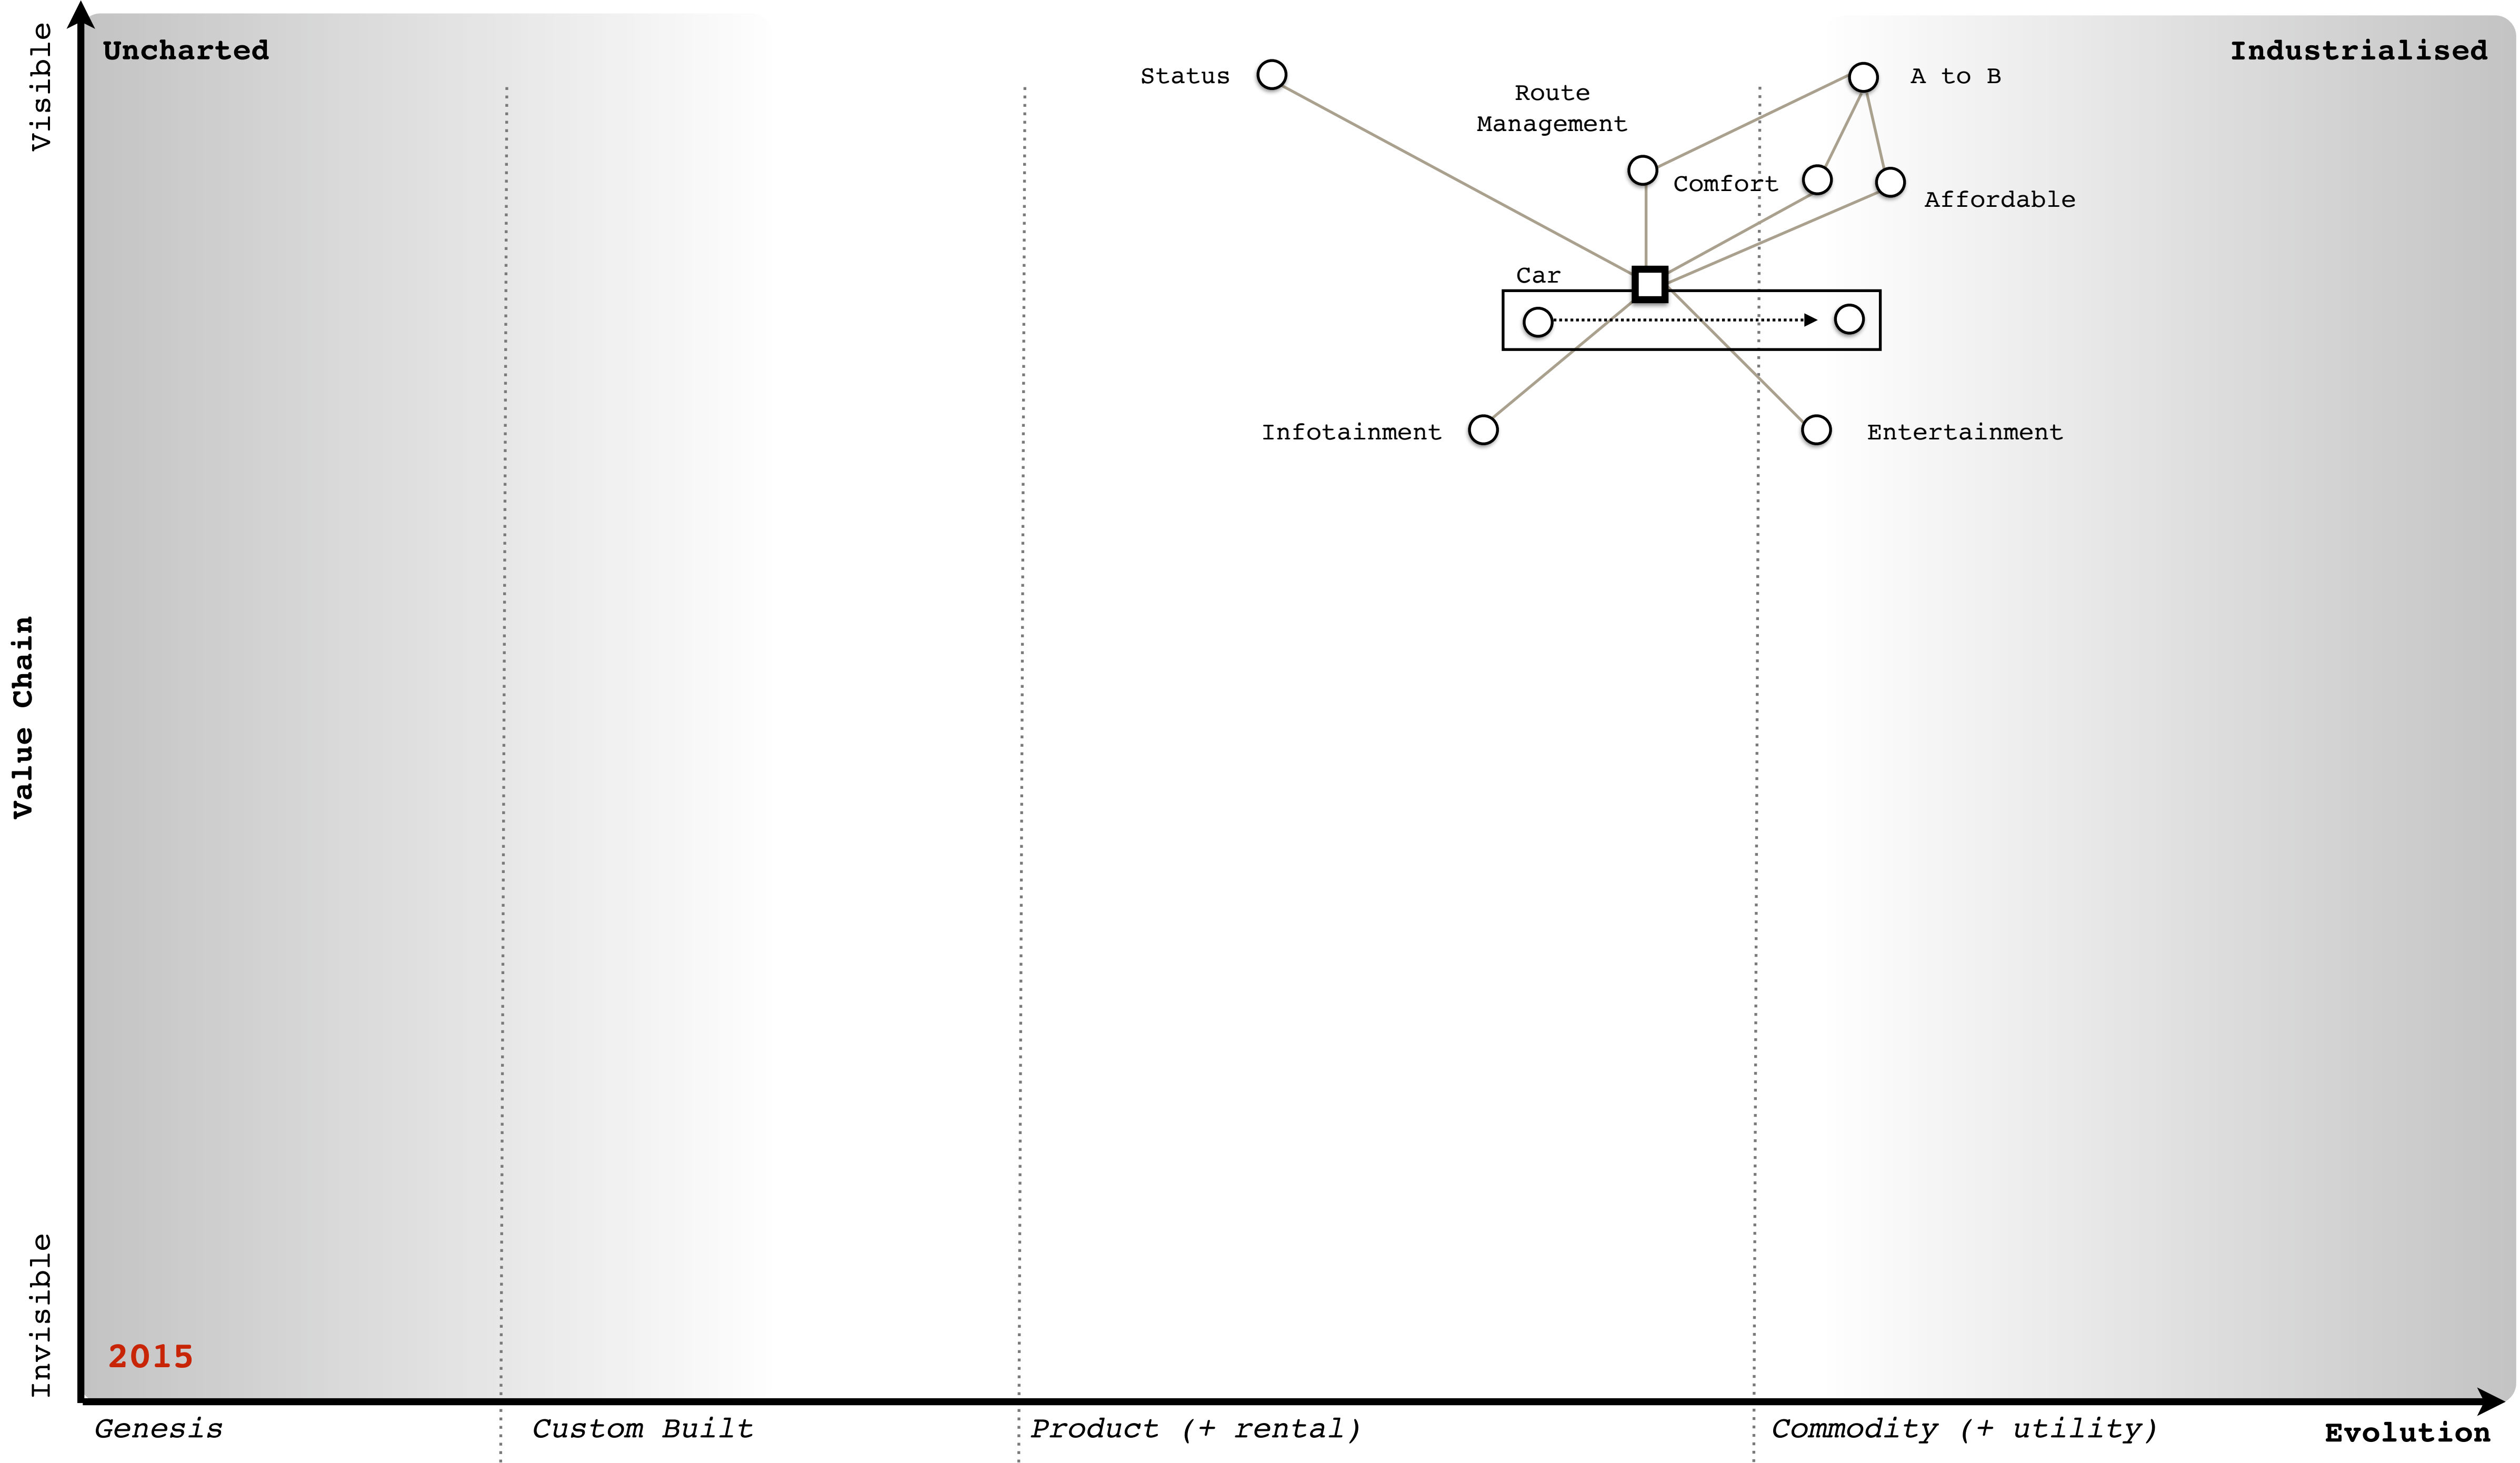 Visible
Uncharted
Industrialised
Status
Route
Management
A to B
Comfort
Affordable
Car
Infotainment
Entertainment
Value Chain
Invisible
2015
Genesis
Custom Built
Product (+ rental)
Commodity (+ utility)
Evolution